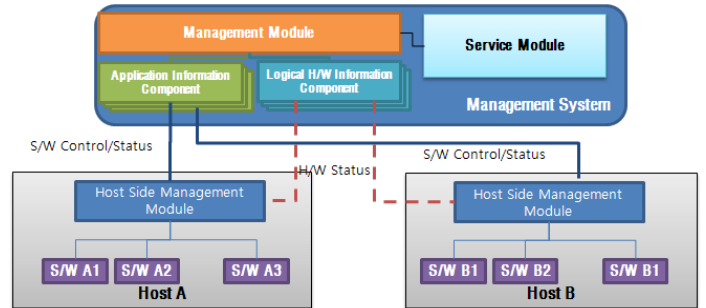 Management Module
Service Module
Application Information
Component
Logical H/W Information
Component
Management System
S/W Control/Status
S/W Control/Status
H/W Status
Host Side Management
Module
Host Side Management
Module
S/W A1
S/W A2
S/W A3
S/W B1
S/W B2
S/W B1
Host A
Host B